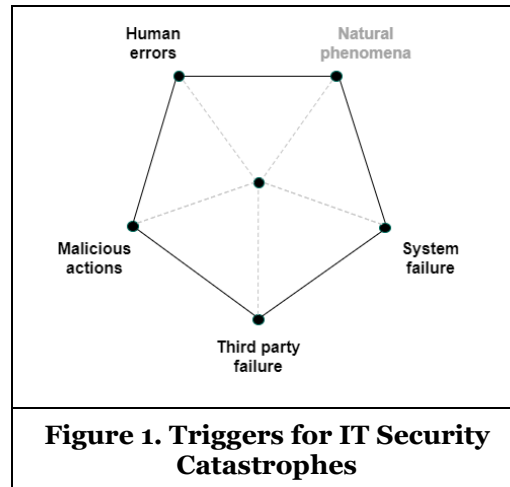 Human
errors
Natural
phenomena
Malicious
actions
System
failure
Third party
failure
Figure 1. Triggers for IT Security
Catastrophes